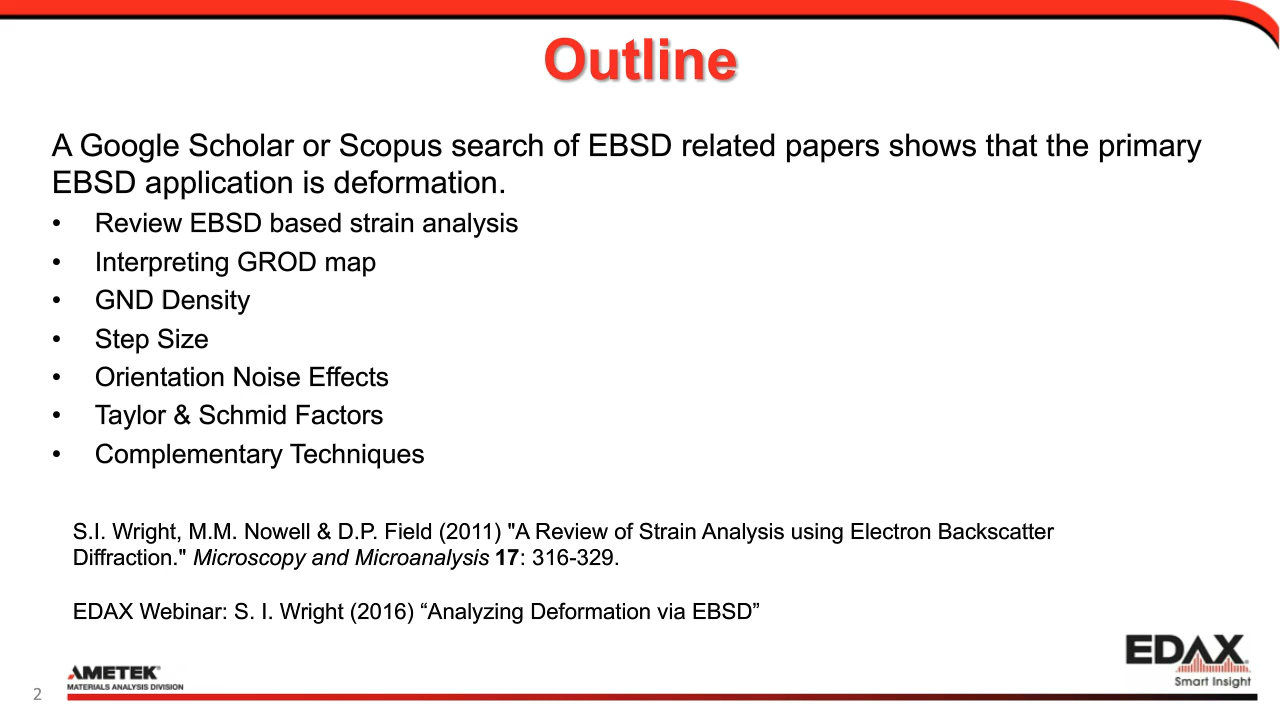 Outline
A Google Scholar or Scopus search of EBSD related papers shows that the primary
EBSD application is deformation.
• Review EBSD based strain analysis
• Interpreting GROD map
• GND Density
• Step Size
• Orientation Noise Effects
• Taylor & Schmid Factors
• Complementary Techniques
S.I. Wright, M.M. Nowell & D.P. Field (2011) "A Review of Strain Analysis using Electron Backscatter
Diffraction." Microscopy and Microanalysis 17: 316-329.
EDAX Webinar: S. I. Wright (2016) “Analyzing Deformation via EBSD”
2
AMETEK®
MATERIALS ANALYSIS DIVISION
EDAX®
Smart Insight